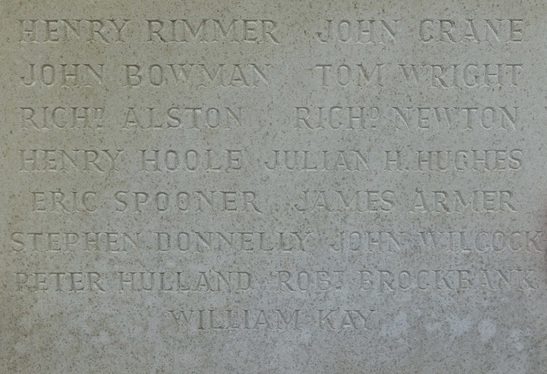 HENRY RIMMER JOHN CRANE
JOHN BOWMAN TOM WRIGHT
RICHD ALSTON RICHD NEWTON
HENRY HOOLE JULIAN H. HUGHES
ERIC SPOONER JAMES ARMER
STEPHEN DONNELLY JOHN WILCOCK
PETER HULLAND ROBT BROCKBANK
WILLIAM KAY